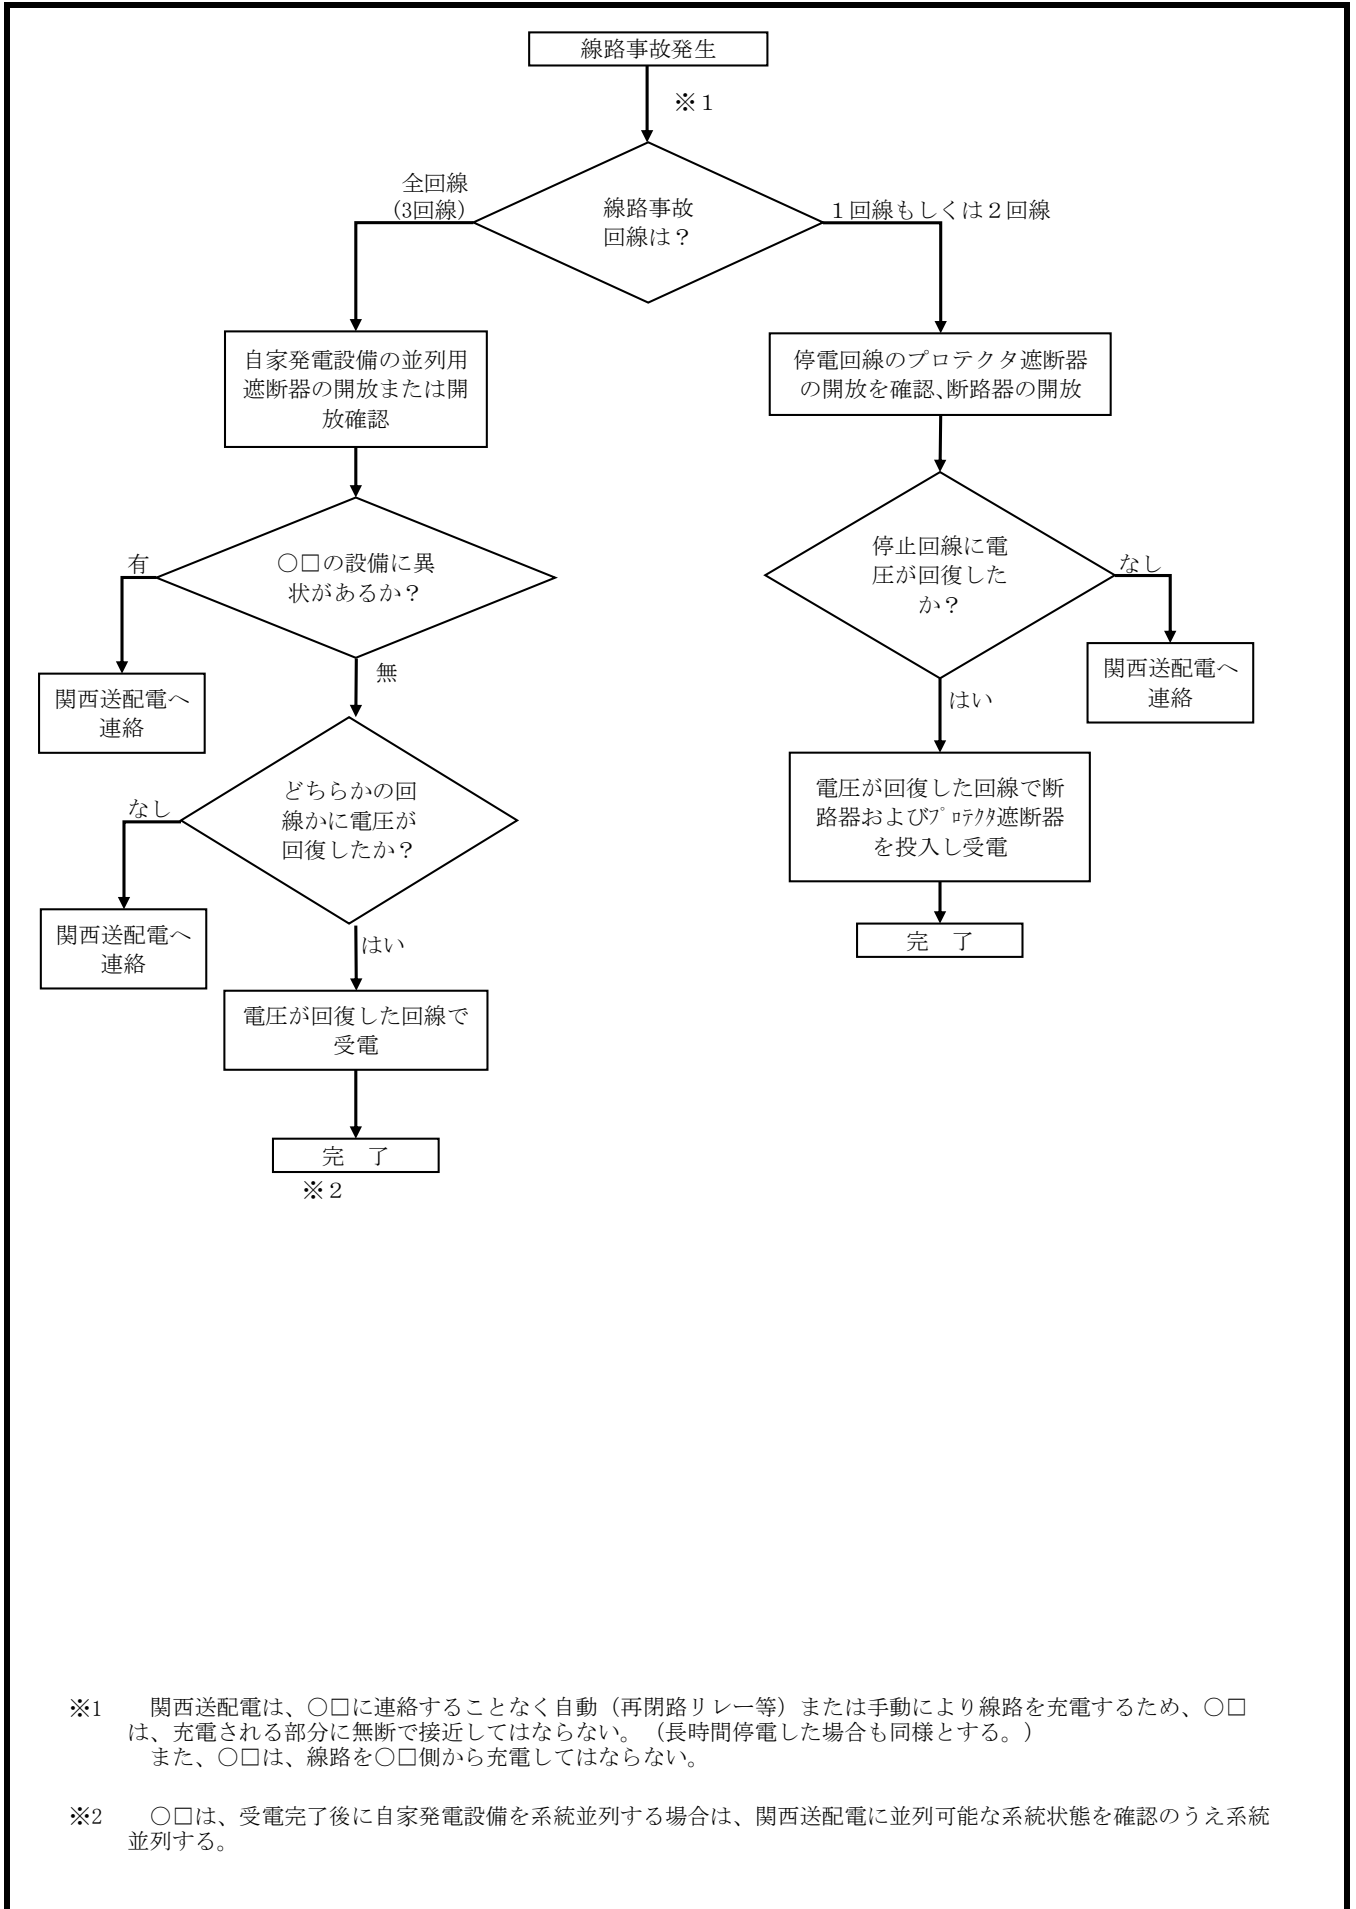 線路事故発生
※１
全回線
(3回線)
線路事故
回線は？
１回線もしくは２回線
自家発電設備の並列用
遮断器の開放または開
放確認
停電回線のプロテクタ遮断器
の開放を確認、断路器の開放
有
○□の設備に異
状があるか？
停止回線に電
圧が回復した
か？
なし
関西送配電へ
連絡
無
関西送配電へ
連絡
はい
なし
どちらかの回
線かに電圧が
回復したか？
電圧が回復した回線で断
路器およびﾌﾟﾛﾃｸﾀ遮断器
を投入し受電
関西送配電へ
連絡
はい
完　了
電圧が回復した回線で
受電
完　了
※２
※1　関西送配電は、○□に連絡することなく自動（再閉路リレー等）または手動により線路を充電するため、○□
は、充電される部分に無断で接近してはならない。（長時間停電した場合も同様とする。）
また、○□は、線路を○□側から充電してはならない。
※2　○□は、受電完了後に自家発電設備を系統並列する場合は、関西送配電に並列可能な系統状態を確認のうえ系統
並列する。